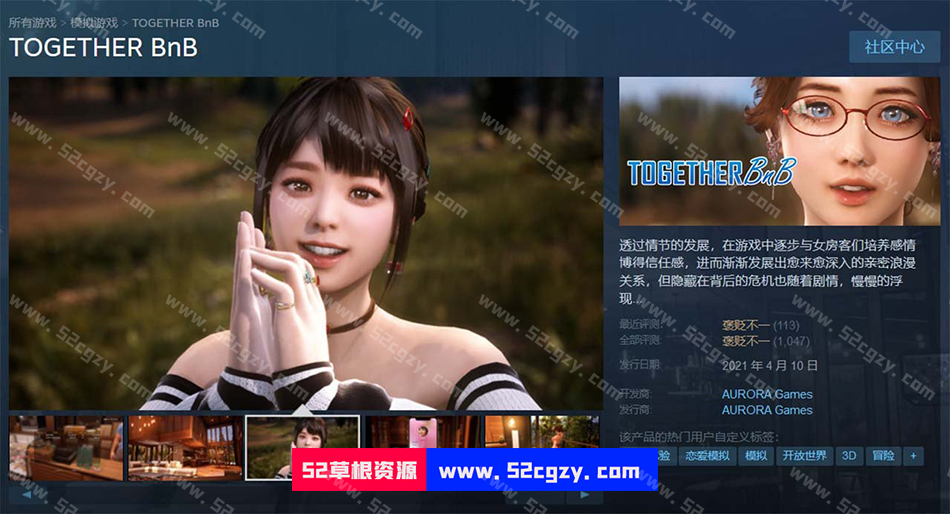 所有游戏 > 模拟游戏 > TOGETHER BnB
TOGETHER BnB
社区中心
TOGETHER BnB
透过情节的发展，在游戏中逐步与女房客们培养感情
博得信任感，进而渐渐发展出愈来愈深入的亲密浪漫
关系，但隐藏在背后的危机也随着剧情，慢慢的浮
现...
最近评测: 褒贬不一 (113)
全部评测: 褒贬不一 (1,047)
发行日期: 2021 年 4 月 10 日
开发商: AURORA Games
发行商: AURORA Games
该产品的热门用户自定义标签:
验 恋爱模拟 模拟 开放世界 3D 冒险 +
52草根资源 www.52cgzy.com
www.52cgzy.com